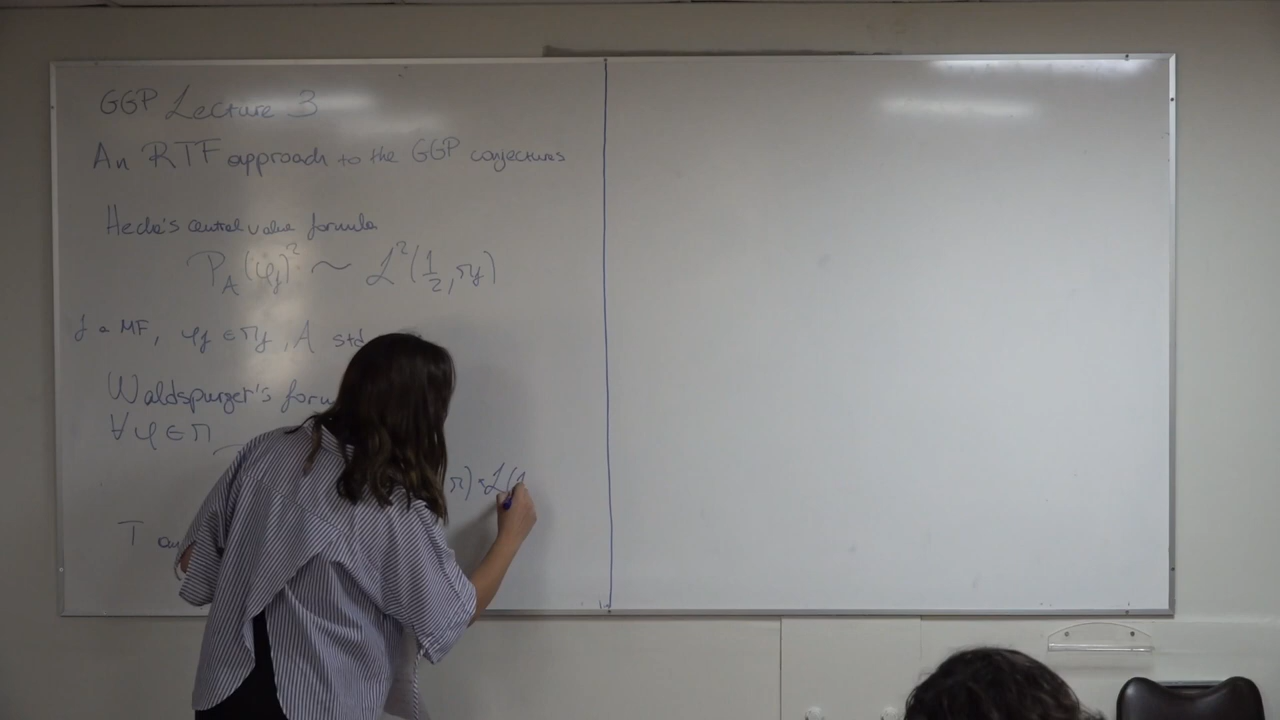 GGP Lecture 3
An RTF approach to the GGP conjectures
Hecke's central value formula
P_A(φ_f)^2 ~ L^2(1/2, π_f)
f a MF, φ_f ∈ π_f, A std
Waldspurger's form
∀ φ ∈ π
π) · L(1
T